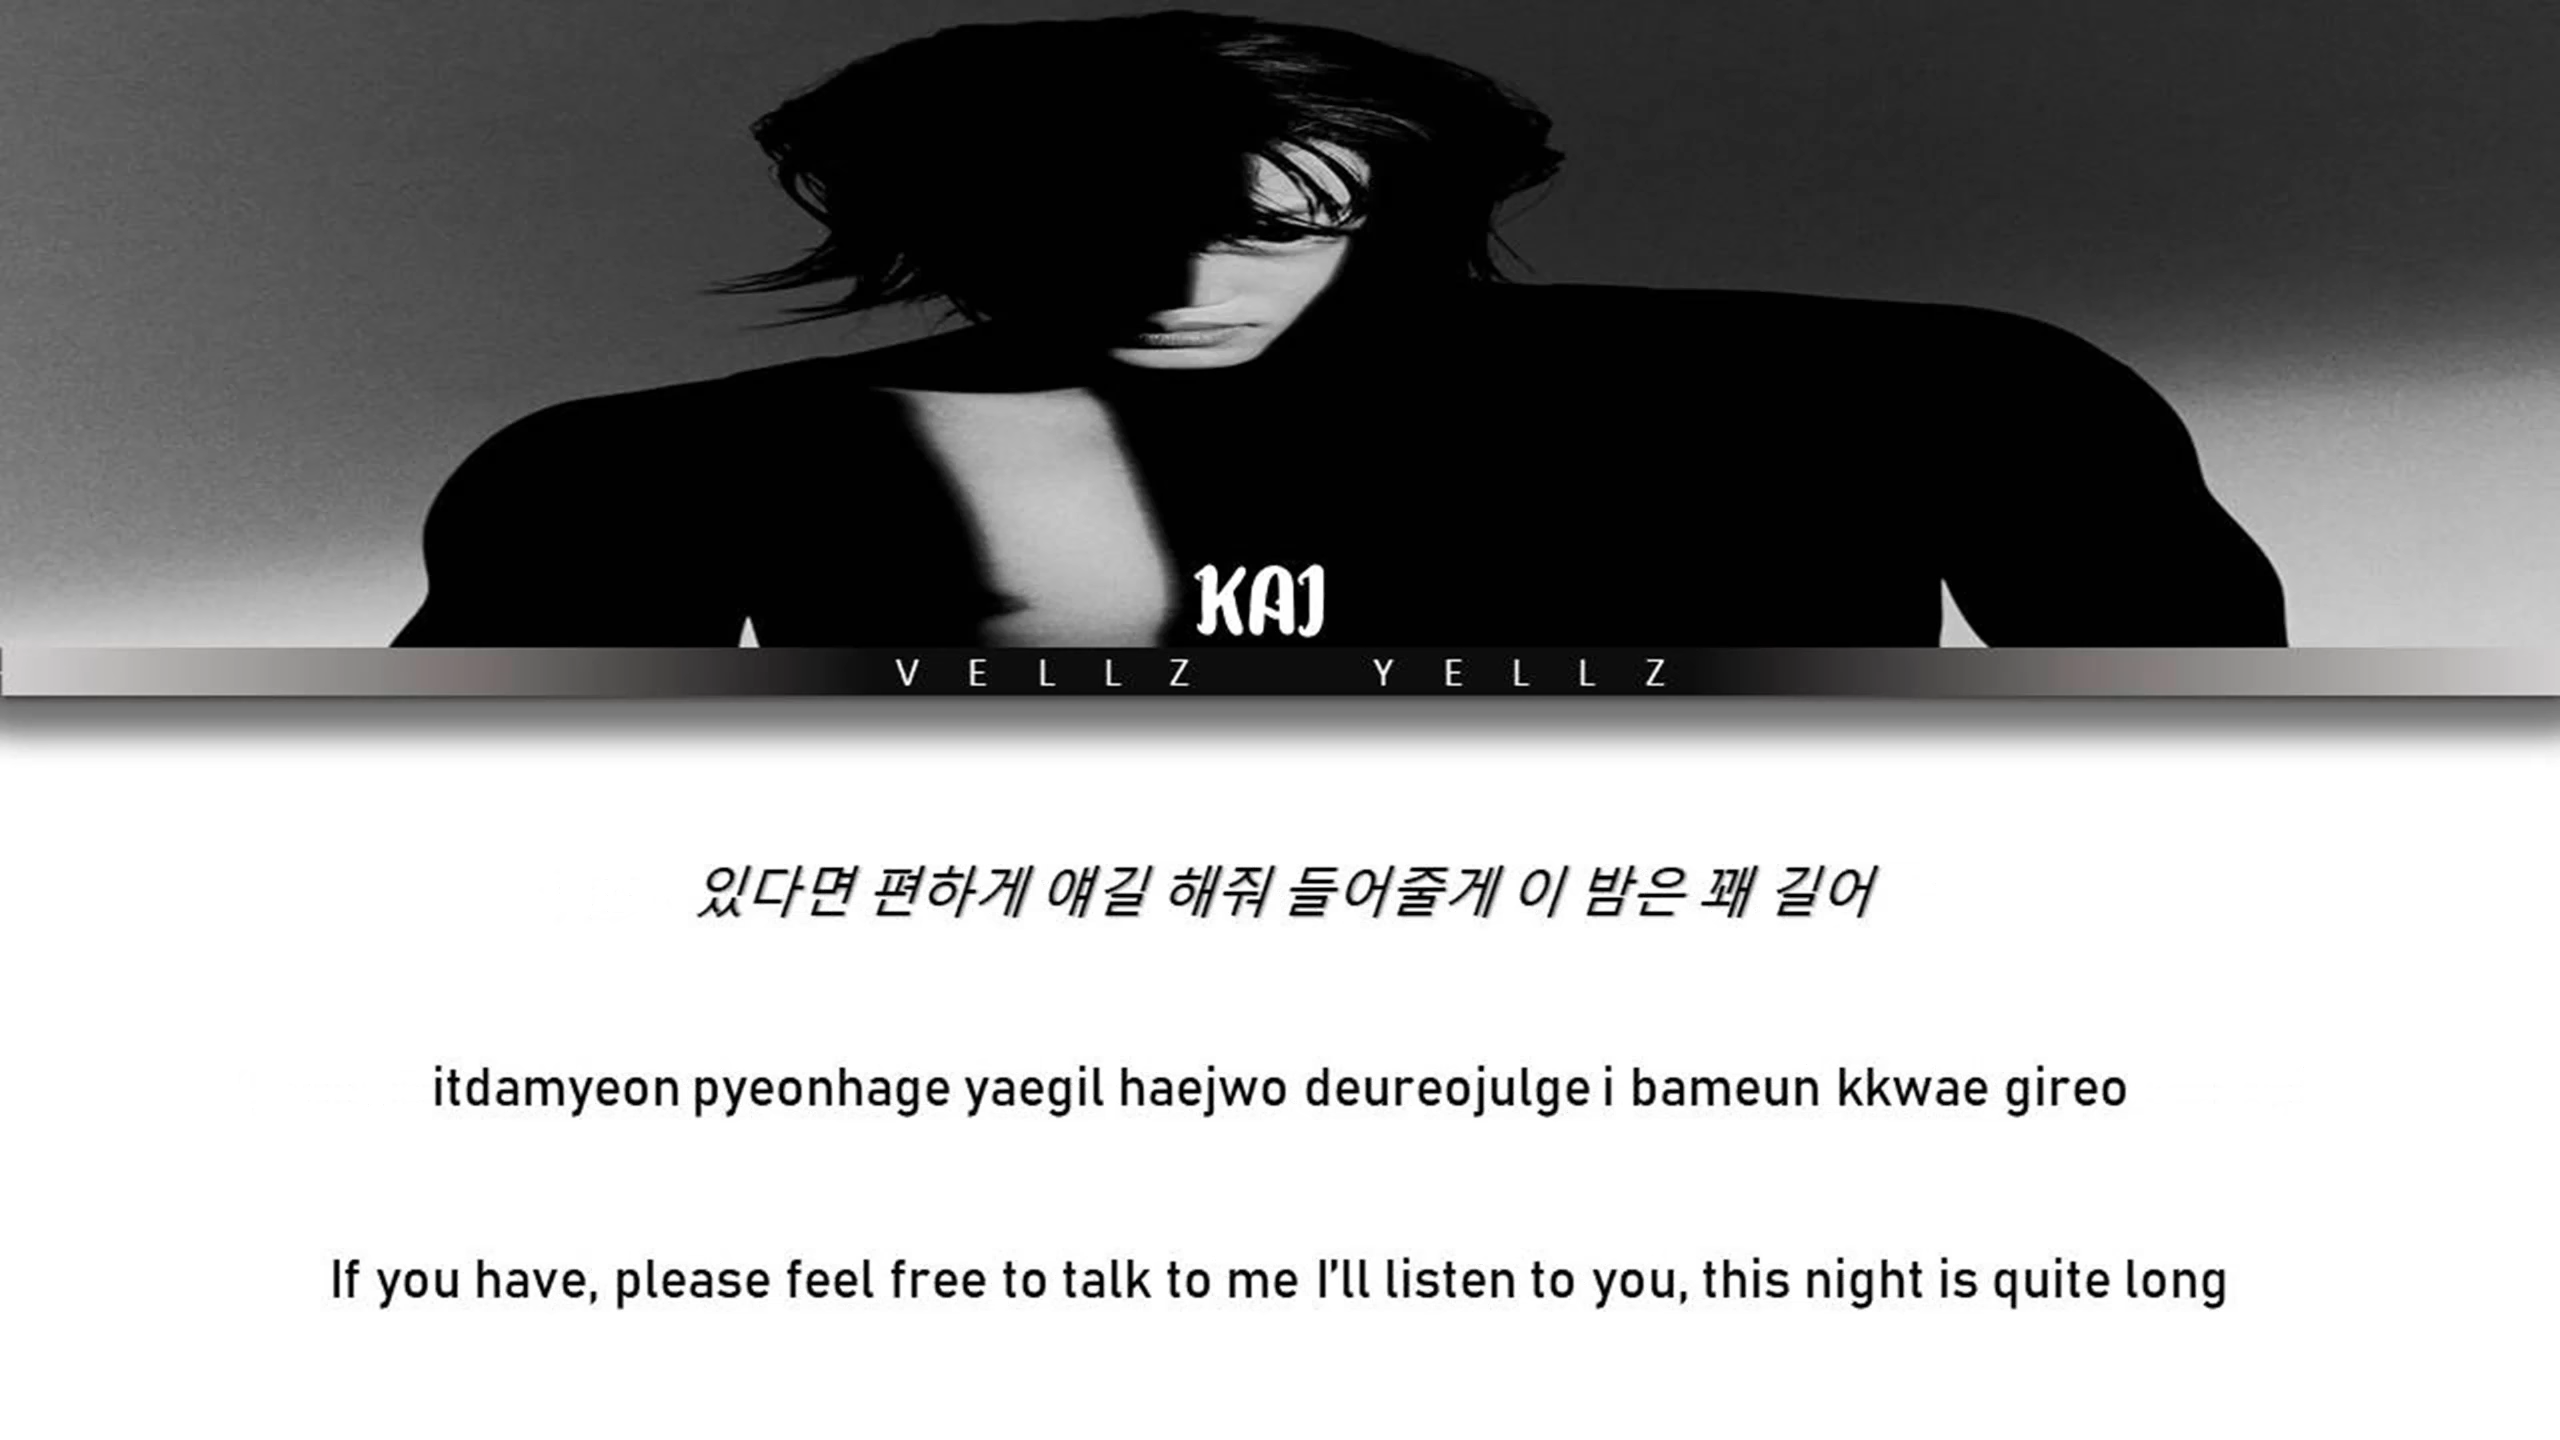 KAI
VELLZ YELLZ
있다면 편하게 얘길 해줘 들어줄게 이 밤은 꽤 길어
itdamyeon pyeonhage yaegil haejwo deureojulge i bameun kkwae gireo
If you have, please feel free to talk to me I'll listen to you, this night is quite long